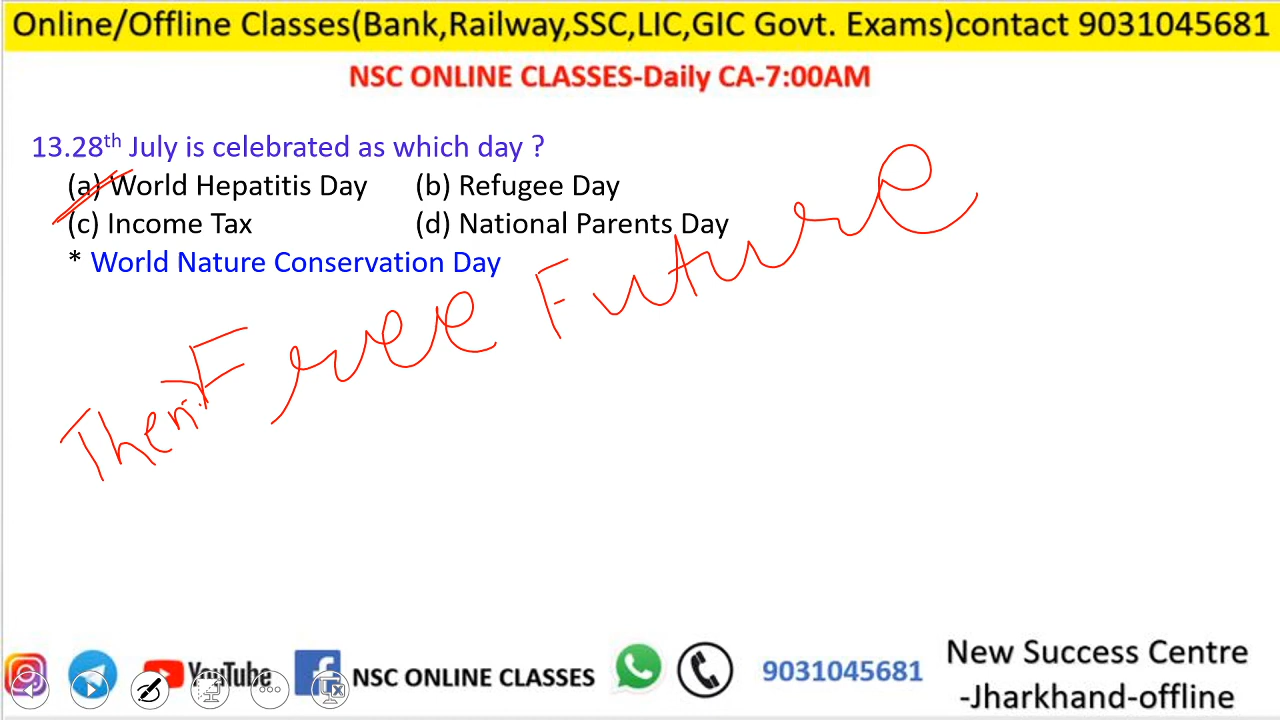 Online/Offline Classes(Bank,Railway,SSC,LIC,GIC Govt. Exams)contact 9031045681
NSC ONLINE CLASSES-Daily CA-7:00AM
13.28th July is celebrated as which day ?
(a) World Hepatitis Day (b) Refugee Day
(c) Income Tax (d) National Parents Day
* World Nature Conservation Day
Free Future
YouTube NSC ONLINE CLASSES 9031045681
New Success Centre
-Jharkhand-offline